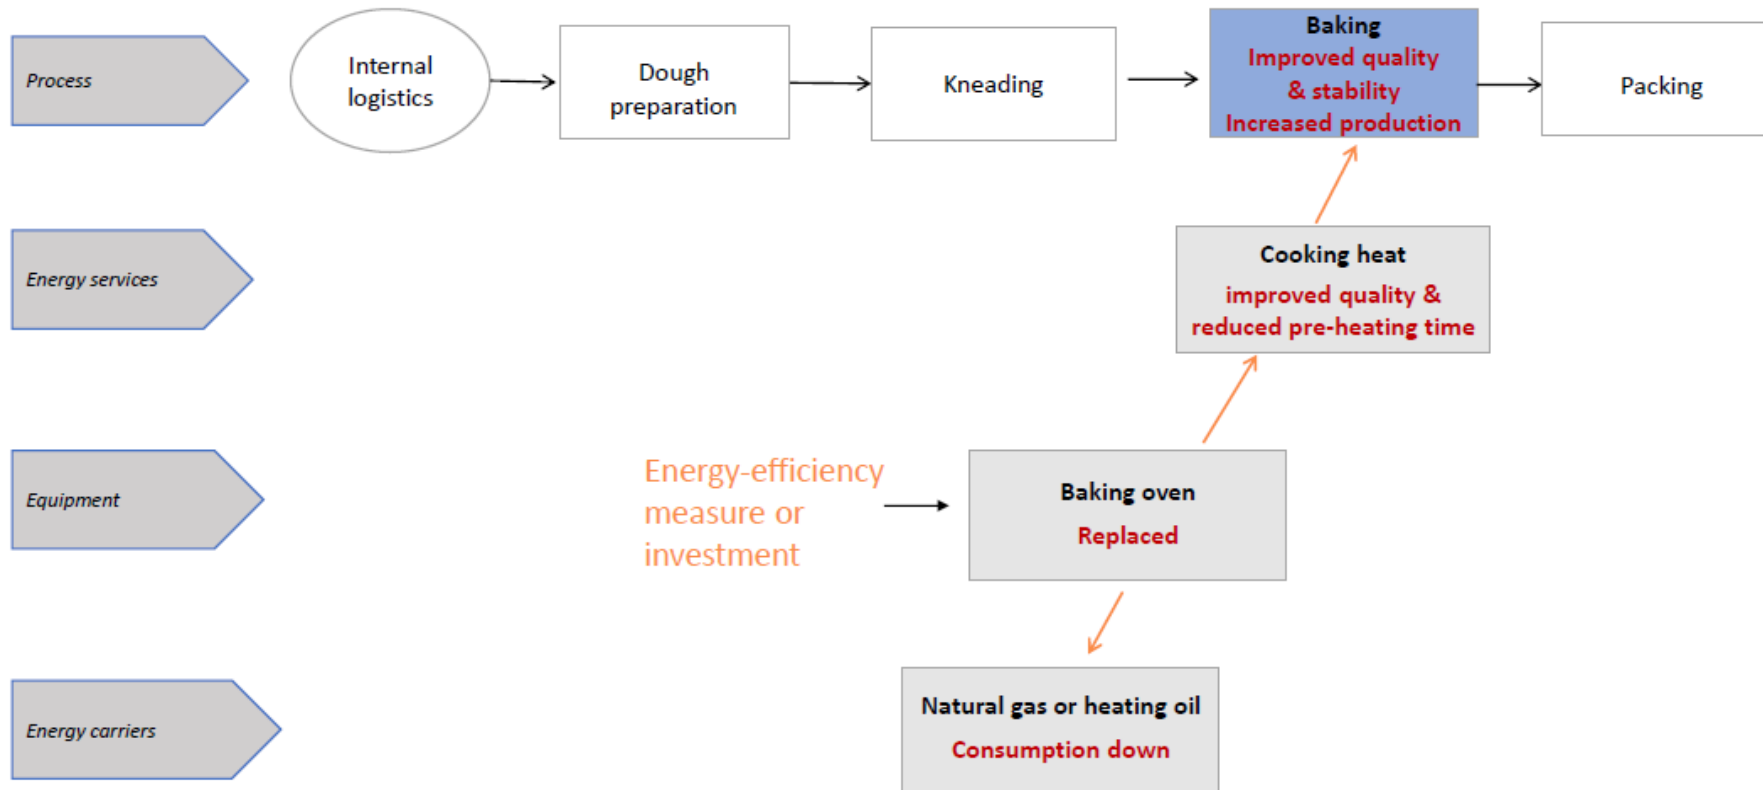 Process
Internal
logistics
Dough
preparation
Kneading
Baking
Improved quality
& stability
Increased production
Packing
Energy services
Cooking heat
improved quality &
reduced pre-heating time
Equipment
Energy-efficiency
measure or
investment
Baking oven
Replaced
Energy carriers
Natural gas or heating oil
Consumption down